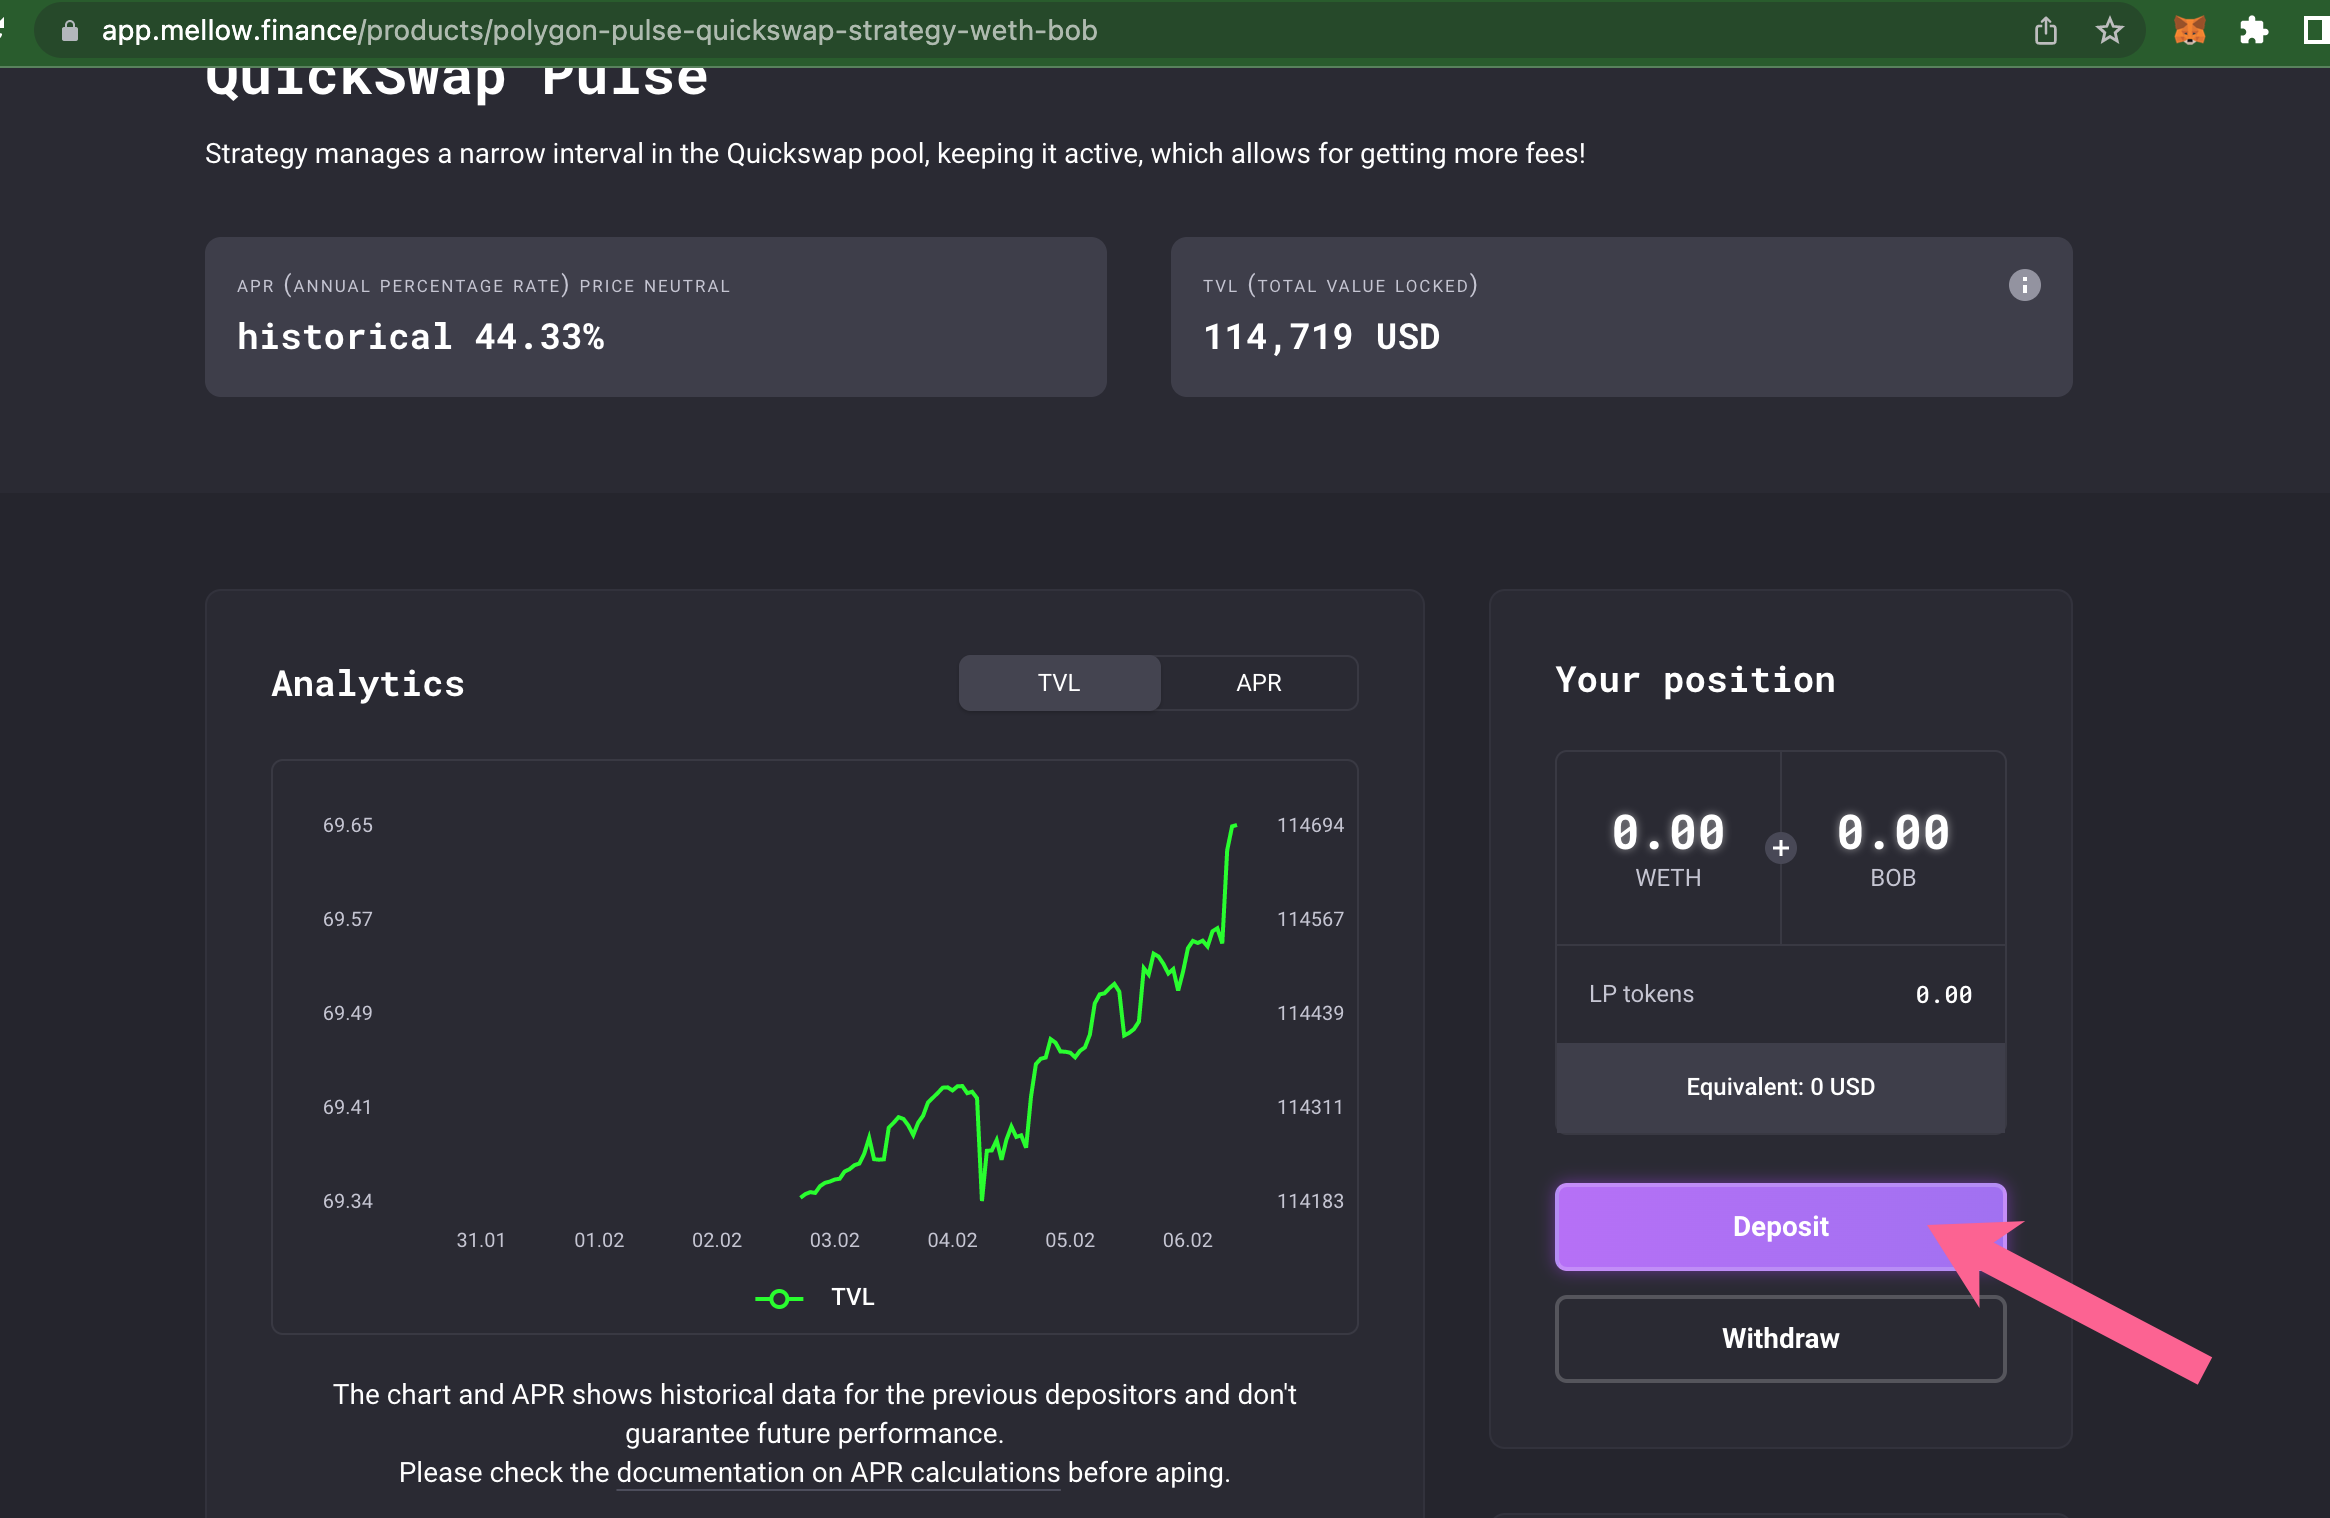 app.mellow.finance/products/polygon-pulse-quickswap-strategy-weth-bob
QuickSwap Pulse
Strategy manages a narrow interval in the Quickswap pool, keeping it active, which allows for getting more fees!
APR (ANNUAL PERCENTAGE RATE) PRICE NEUTRAL
historical 44.33%
TVL (TOTAL VALUE LOCKED)
114,719 USD
Analytics
TVL
APR
69.65
69.57
69.49
69.41
69.34
114694
114567
114439
114311
114183
31.01
01.02
02.02
03.02
04.02
05.02
06.02
TVL
The chart and APR shows historical data for the previous depositors and don't
guarantee future performance.
Please check the documentation on APR calculations before aping.
Your position
0.00
WETH
+
0.00
BOB
LP tokens
0.00
Equivalent: 0 USD
Deposit
Withdraw